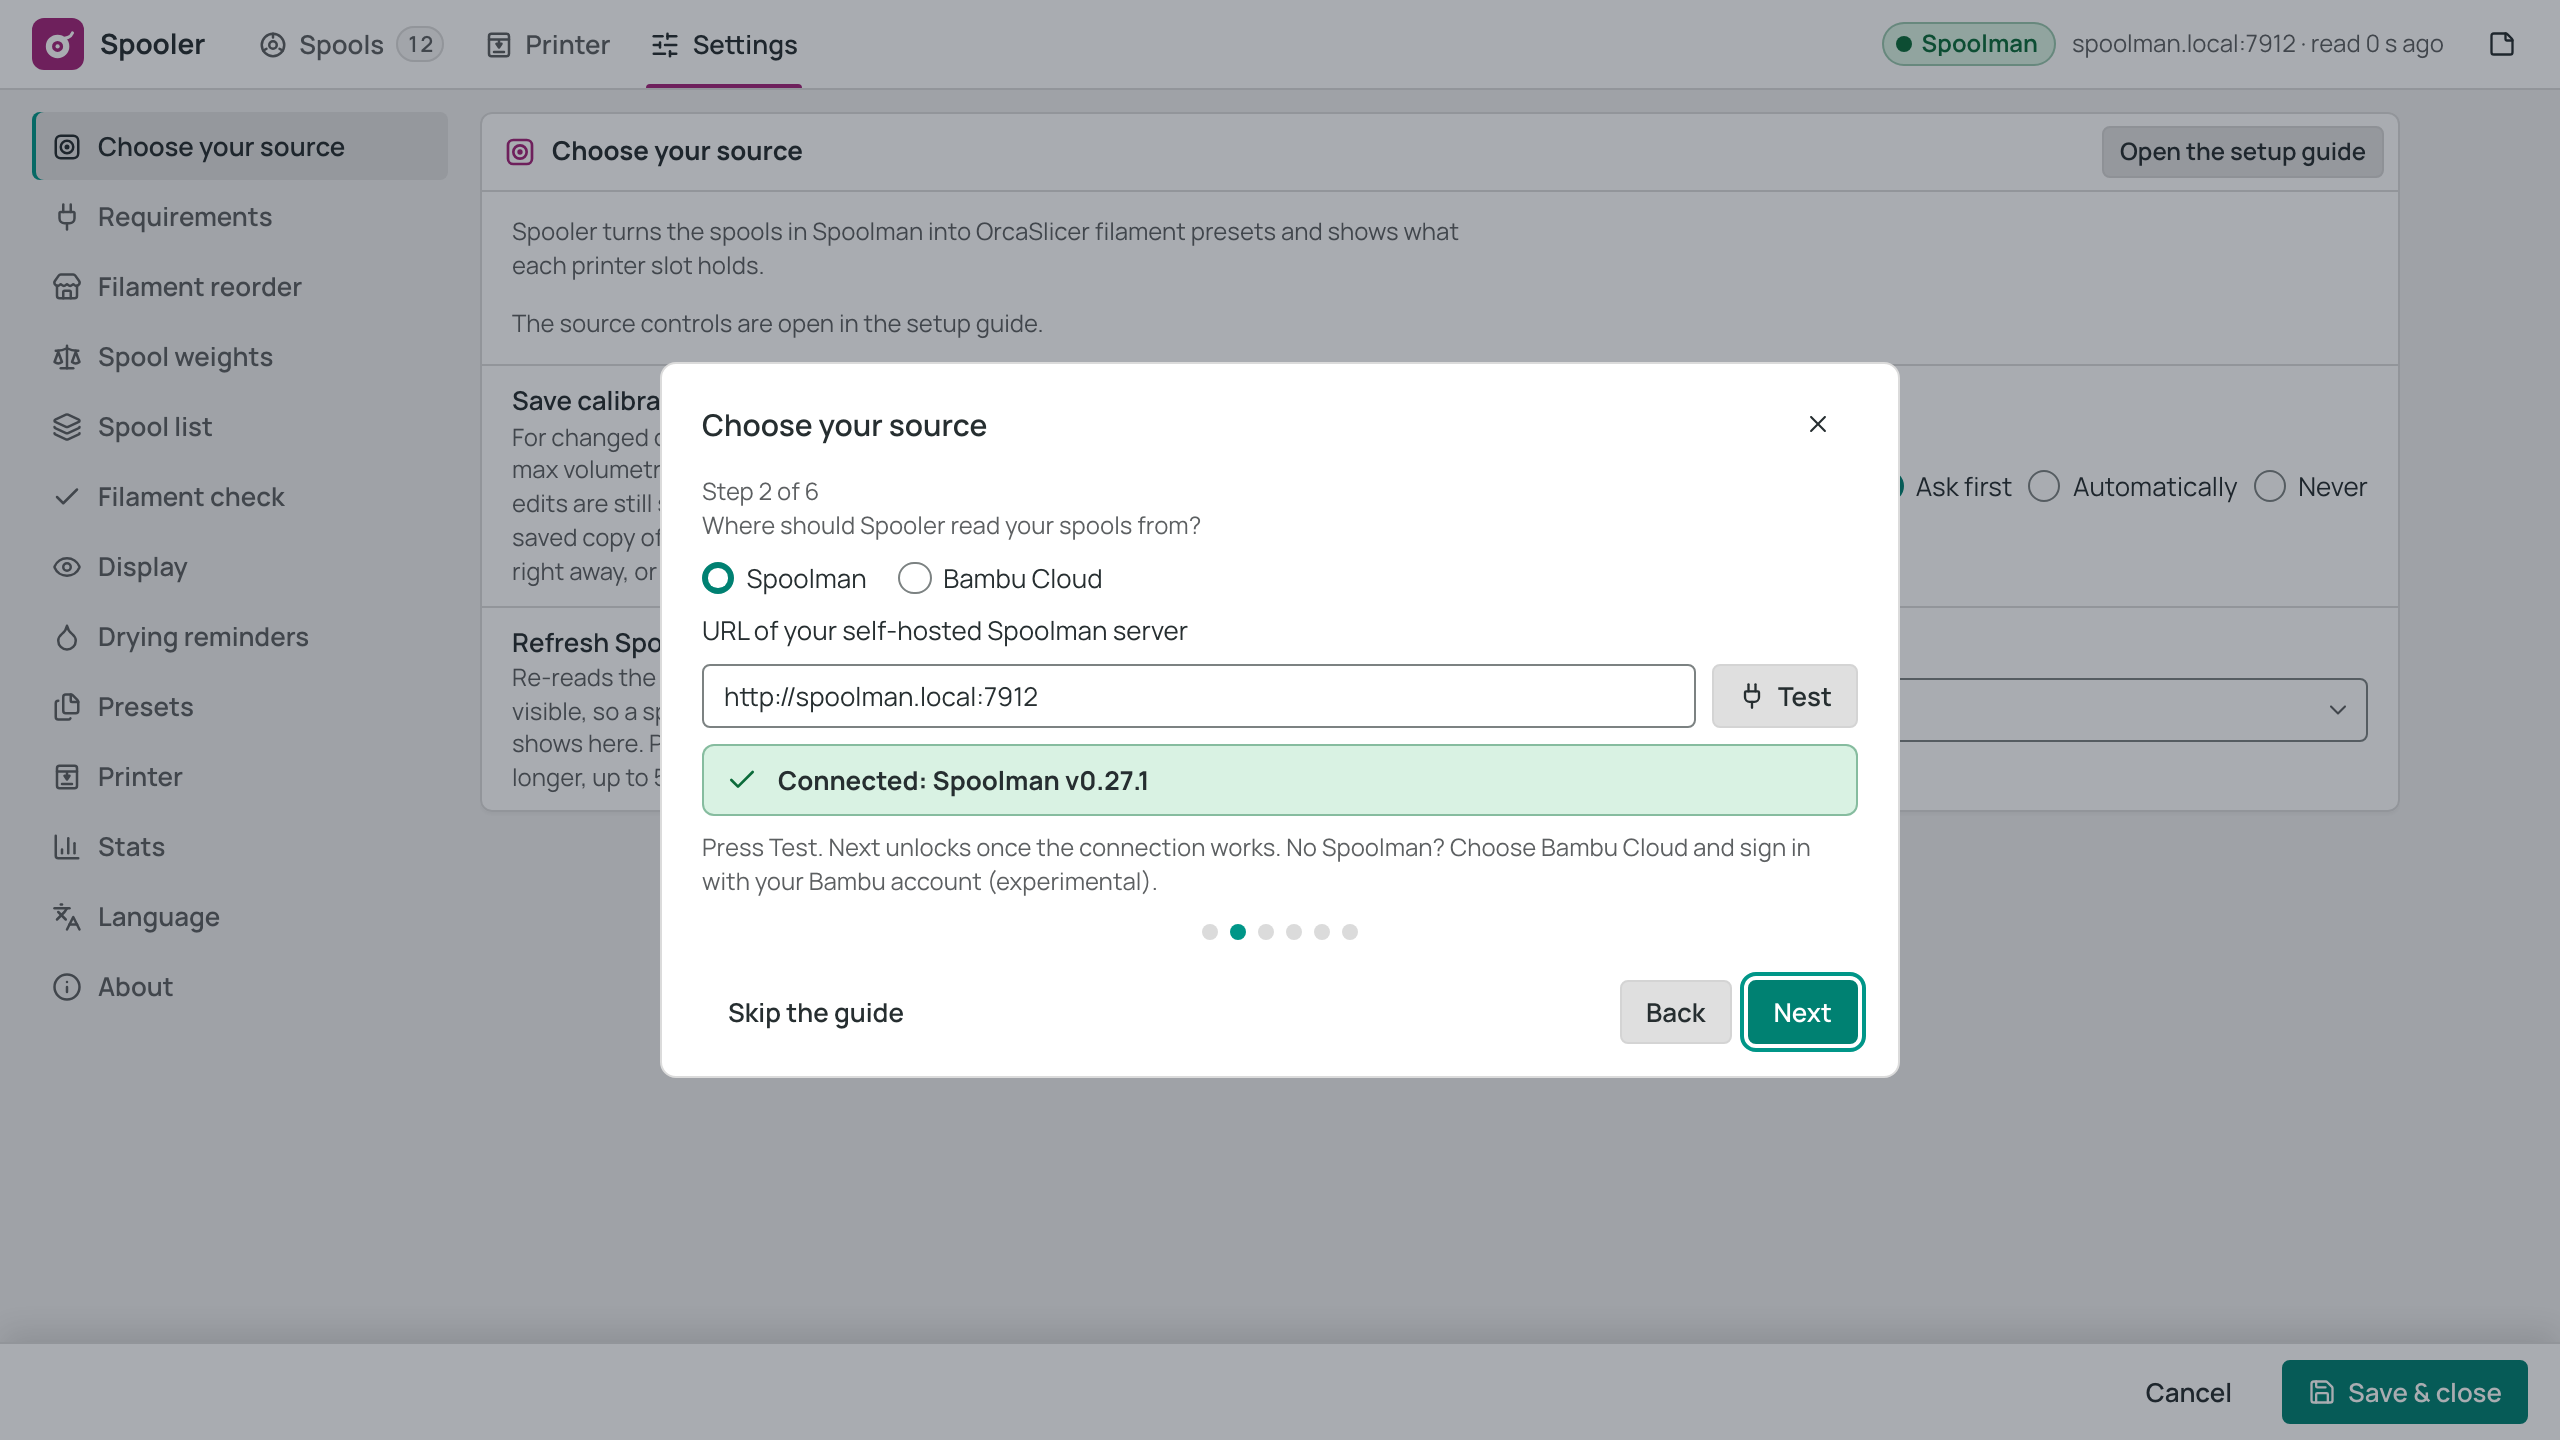 Spooler
Spools 12
Printer
Settings
Spoolman
spoolman.local:7912 · read 0 s ago
Choose your source
Requirements
Filament reorder
Spool weights
Spool list
Filament check
Display
Drying reminders
Presets
Printer
Stats
Language
About
Choose your source
Open the setup guide
Spooler turns the spools in Spoolman into OrcaSlicer filament presets and shows what
each printer slot holds.
The source controls are open in the setup guide.
Save calibra
For changed
max volumetr
edits are still
saved copy of
right away, or
Ask first
Automatically
Never
Refresh Spo
Re-reads the
visible, so a sp
shows here. P
longer, up to 5
Choose your source
Step 2 of 6
Where should Spooler read your spools from?
Spoolman
Bambu Cloud
URL of your self-hosted Spoolman server
http://spoolman.local:7912
Test
Connected: Spoolman v0.27.1
Press Test. Next unlocks once the connection works. No Spoolman? Choose Bambu Cloud and sign in
with your Bambu account (experimental).
Skip the guide
Back
Next
Cancel
Save & close